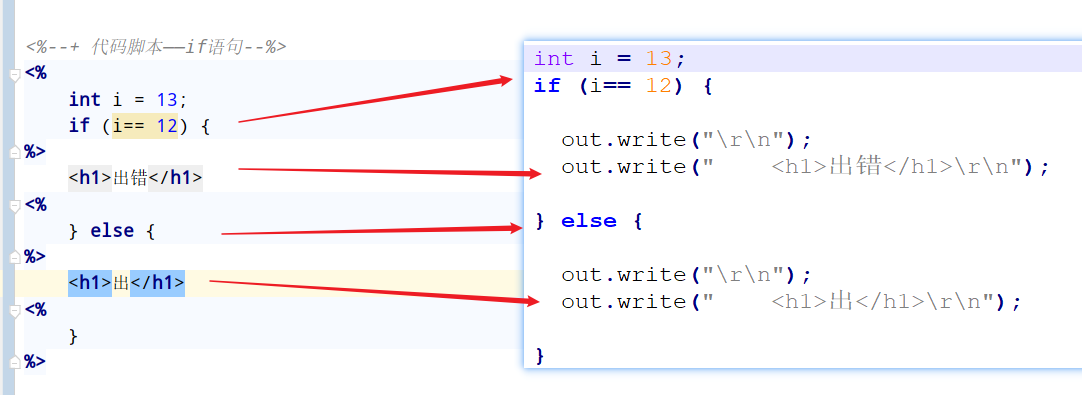 <%--+ 代码脚本——if语句--%>
<%
    int i = 13;
    if (i== 12) {
%>
    <h1>出错</h1>
<%
    } else {
%>
    <h1>出</h1>
<%
    }
%>
int i = 13;
if (i== 12) {
  out.write("\r\n");
  out.write("    <h1>出错</h1>\r\n");
} else {
  out.write("\r\n");
  out.write("    <h1>出</h1>\r\n");
}